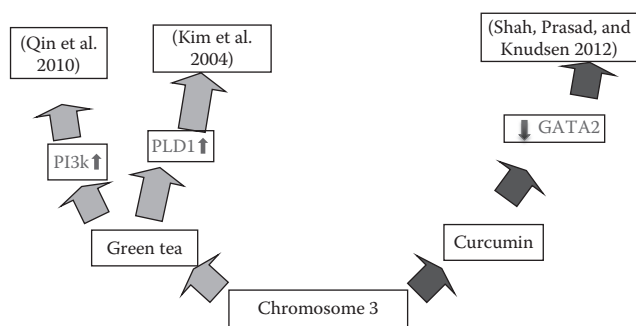 (Qin et al.
2010)
(Kim et al.
2004)
(Shah, Prasad, and
Knudsen 2012)
PI3k
PLD1
GATA2
Green tea
Curcumin
Chromosome 3